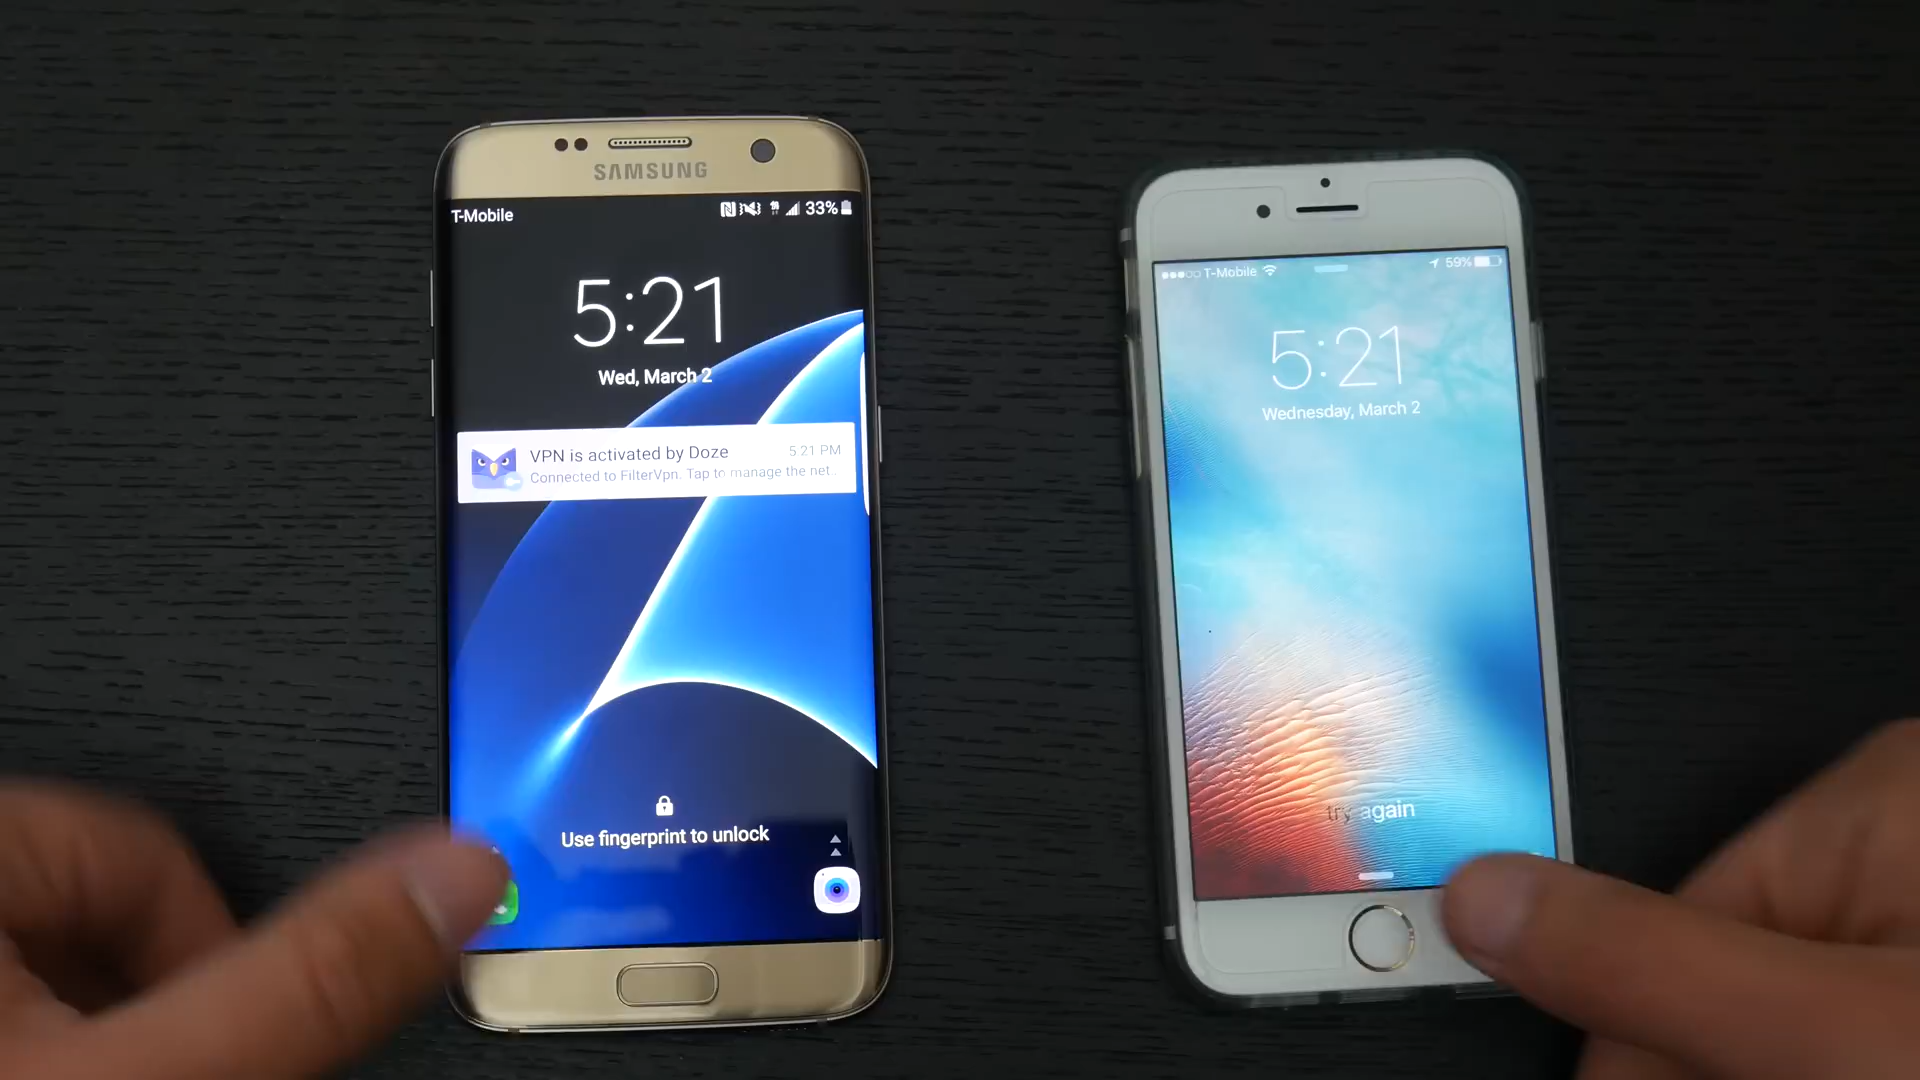 SAMSUNG
T-Mobile 33%
5:21
Wed, March 2
VPN is activated by Doze 5:21 PM
Connected to FilterVpn. Tap to manage the net..
Use fingerprint to unlock
T-Mobile 59%
5:21
Wednesday, March 2
try again